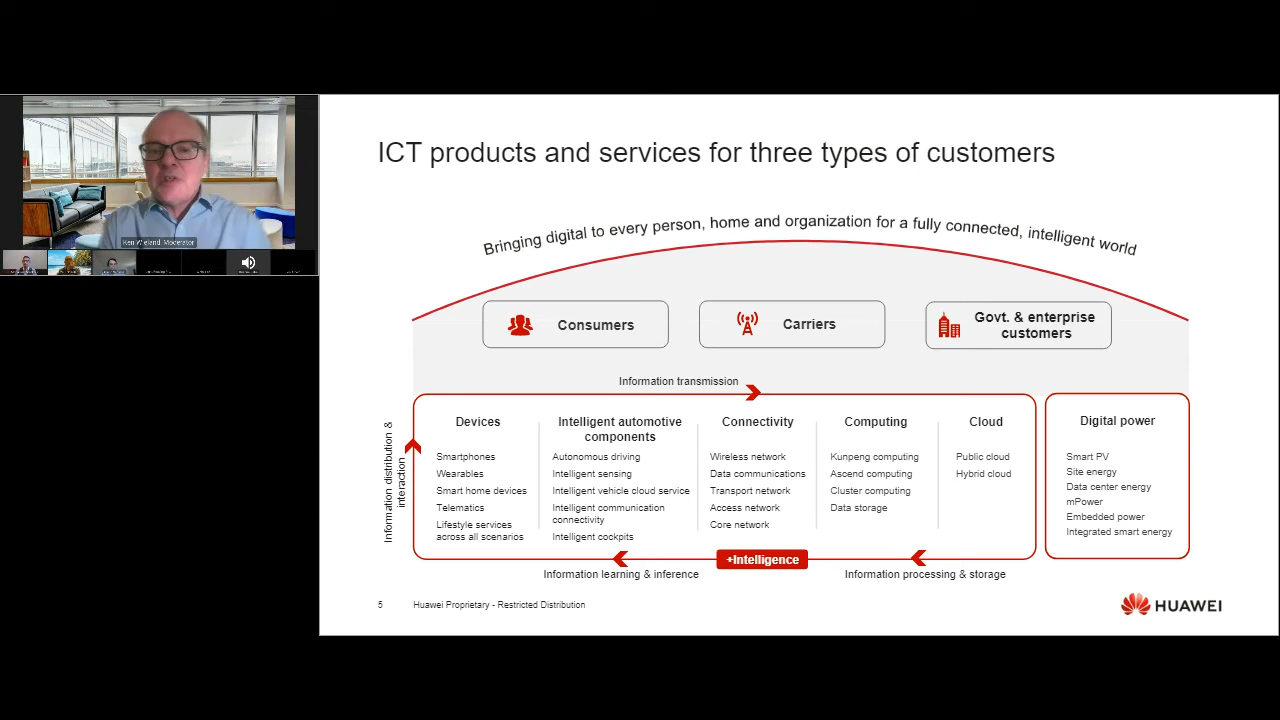 Ken Wieland-Moderator
ICT products and services for three types of customers
Bringing digital to every person, home and organization for a fully connected, intelligent world
Consumers
Carriers
Govt. & enterprise
customers
Information transmission
Information distribution &
interaction
Devices
Smartphones
Wearables
Smart home devices
Telematics
Lifestyle services
across all scenarios
Intelligent automotive
components
Autonomous driving
Intelligent sensing
Intelligent vehicle cloud service
Intelligent communication
connectivity
Intelligent cockpits
Connectivity
Wireless network
Data communications
Transport network
Access network
Core network
Computing
Kunpeng computing
Ascend computing
Cluster computing
Data storage
Cloud
Public cloud
Hybrid cloud
Digital power
Smart PV
Site energy
Data center energy
mPower
Embedded power
Integrated smart energy
+Intelligence
Information learning & inference
Information processing & storage
5
Huawei Proprietary - Restricted Distribution
HUAWEI